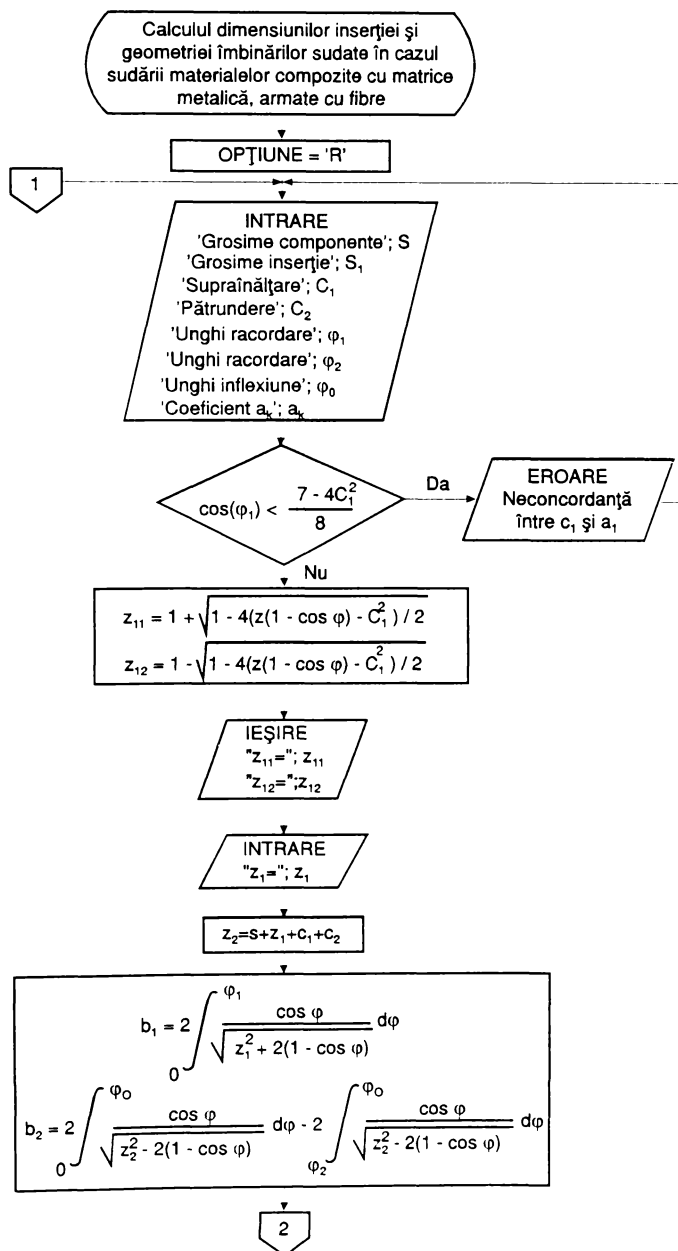 Calculul dimensiunilor inserţiei şi
geometriei îmbinărilor sudate în cazul
sudării materialelor compozite cu matrice
metalică, armate cu fibre
OPŢIUNE = 'R'
1
INTRARE
'Grosime componente'; S
'Grosime inserţie'; S₁
'Supraînălţare'; C₁
'Pătrundere'; C₂
'Unghi racordare'; φ₁
'Unghi racordare'; φ₂
'Unghi inflexiune'; φ₀
'Coeficient aₖ'; aₖ
cos(φ₁) < (7 - 4C₁²) / 8
Da
EROARE
Neconcordanţă
între c₁ şi a₁
Nu
z₁₁ = 1 + √(1 - 4(z(1 - cos φ) - C₁²) / 2)
z₁₂ = 1 - √(1 - 4(z(1 - cos φ) - C₁²) / 2)
IEŞIRE
"z₁₁="; z₁₁
"z₁₂=";z₁₂
INTRARE
"z₁="; z₁
z₂=s+z₁+c₁+c₂
b₁ = 2 ∫₀^φ₁ cos φ / √(z₁² + 2(1 - cos φ)) dφ
b₂ = 2 ∫₀^φ₀ cos φ / √(z₂² - 2(1 - cos φ)) dφ - 2 ∫φ₂^φ₀ cos φ / √(z₂² - 2(1 - cos φ)) dφ
2